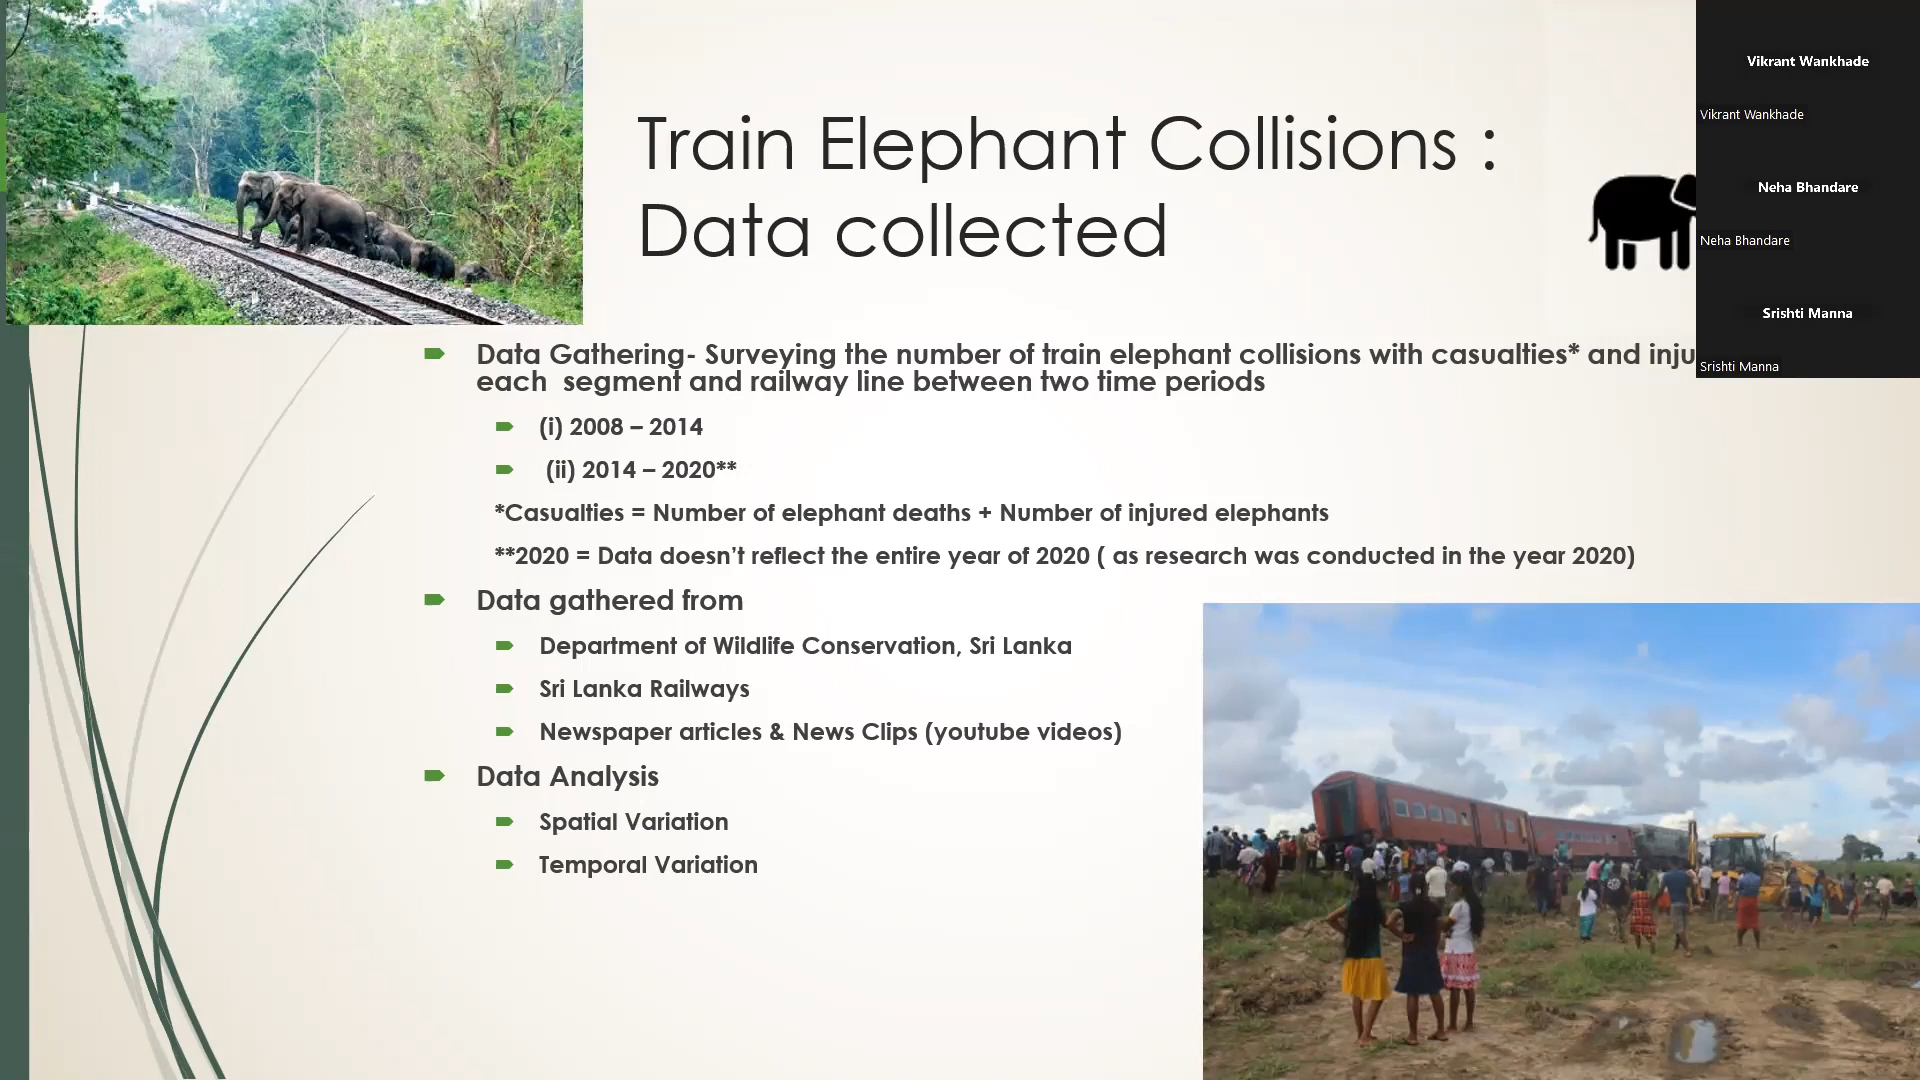 Train Elephant Collisions :
Data collected
Data Gathering- Surveying the number of train elephant collisions with casualties* and
each  segment and railway line between two time periods
(i) 2008 – 2014
(ii) 2014 – 2020**
*Casualties = Number of elephant deaths + Number of injured elephants
**2020 = Data doesn’t reflect the entire year of 2020 ( as research was conducted in the year 2020)
Data gathered from
Department of Wildlife Conservation, Sri Lanka
Sri Lanka Railways
Newspaper articles & News Clips (youtube videos)
Data Analysis
Spatial Variation
Temporal Variation
Vikrant Wankhade
Vikrant Wankhade
Neha Bhandare
Neha Bhandare
Srishti Manna
Srishti Manna